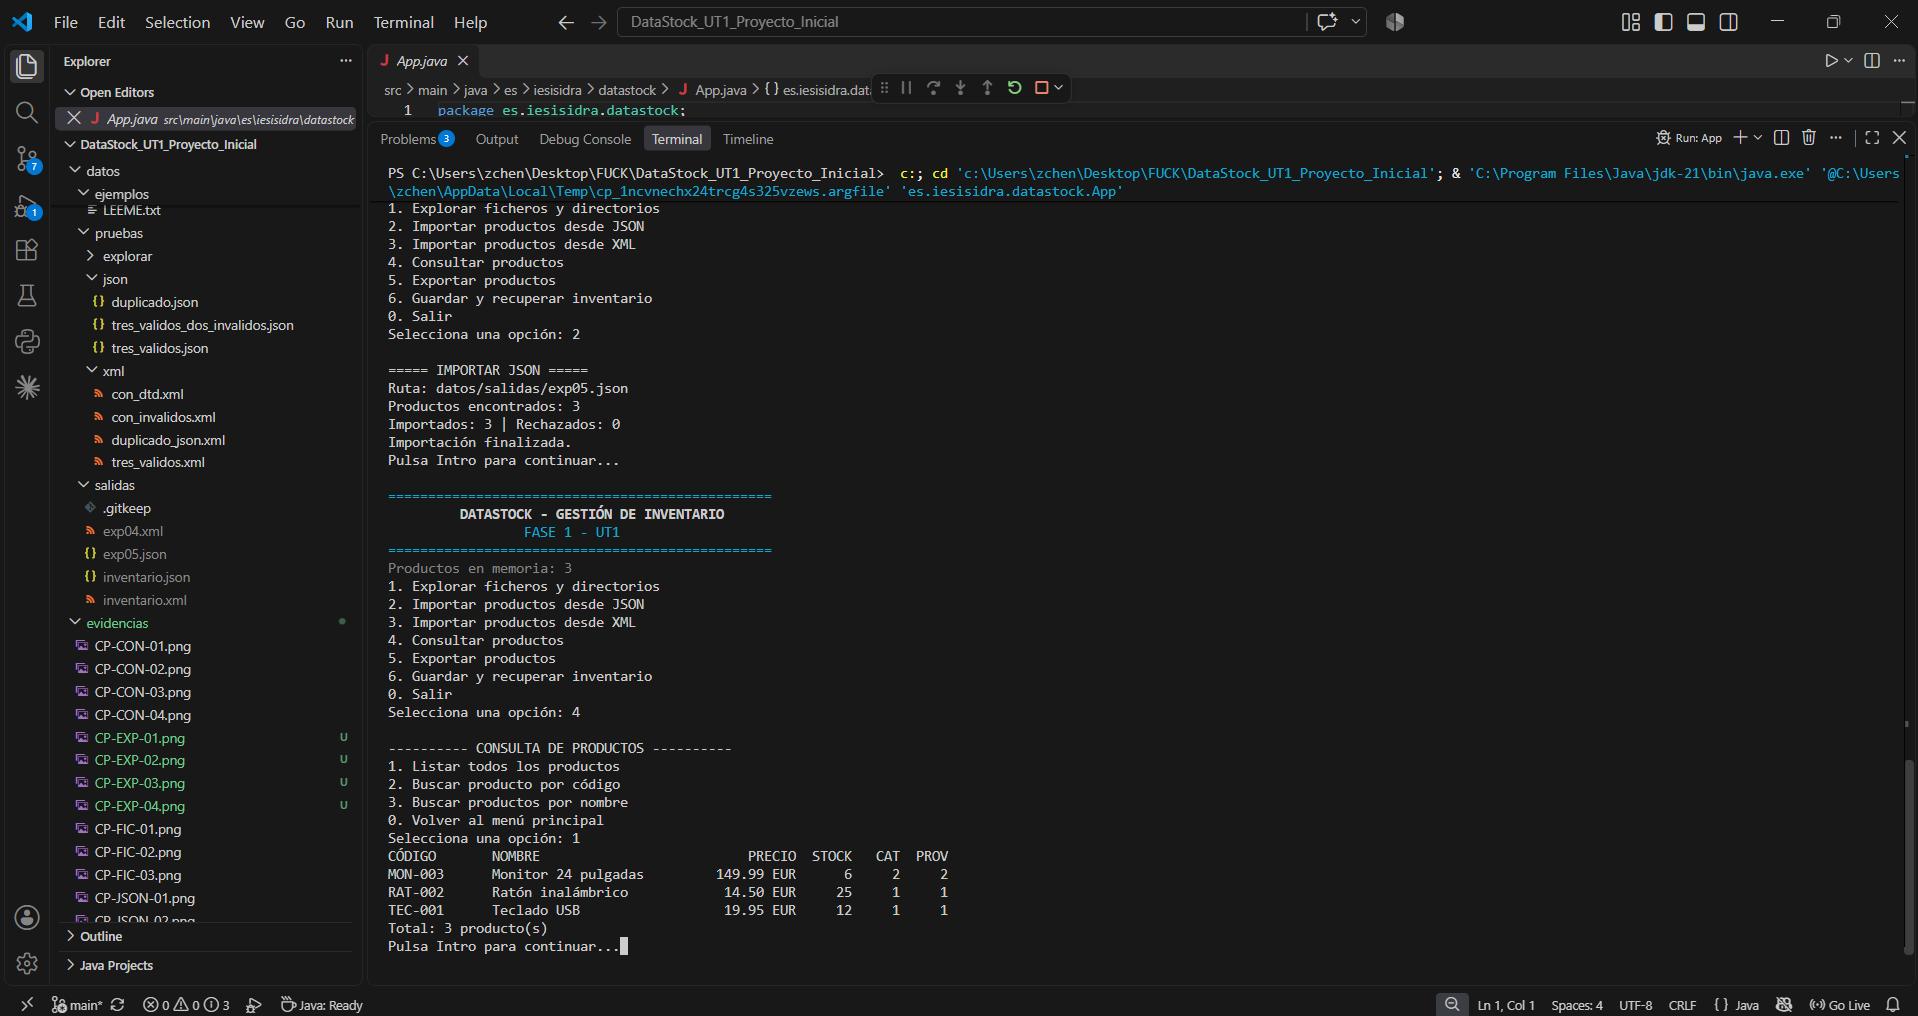 File Edit Selection View Go Run Terminal Help
DataStock_UT1_Proyecto_Inicial
Explorer
Open Editors
App.java src\main\java\es\iesisidra\datastock
DataStock_UT1_Proyecto_Inicial
datos
ejemplos
LEEME.txt
pruebas
explorar
json
duplicado.json
tres_validos_dos_invalidos.json
tres_validos.json
xml
con_dtd.xml
con_invalidos.xml
duplicado_json.xml
tres_validos.xml
salidas
.gitkeep
exp04.xml
exp05.json
inventario.json
inventario.xml
evidencias
CP-CON-01.png
CP-CON-02.png
CP-CON-03.png
CP-CON-04.png
CP-EXP-01.png U
CP-EXP-02.png U
CP-EXP-03.png U
CP-EXP-04.png U
CP-FIC-01.png
CP-FIC-02.png
CP-FIC-03.png
CP-JSON-01.png
CP-JSON-02.png
Outline
Java Projects
7
1
App.java
src > main > java > es > iesisidra > datastock > App.java > {} es.iesisidra.dat
1 package es.iesisidra.datastock;
Problems 3 Output Debug Console Terminal Timeline
Run: App
PS C:\Users\zchen\Desktop\FUCK\DataStock_UT1_Proyecto_Inicial> c:; cd 'c:\Users\zchen\Desktop\FUCK\DataStock_UT1_Proyecto_Inicial'; & 'C:\Program Files\Java\jdk-21\bin\java.exe' '@C:\Users
\zchen\AppData\Local\Temp\cp_1ncvnechx24trcg4s325vzews.argfile' 'es.iesisidra.datastock.App'
1. Explorar ficheros y directorios
2. Importar productos desde JSON
3. Importar productos desde XML
4. Consultar productos
5. Exportar productos
6. Guardar y recuperar inventario
0. Salir
Selecciona una opción: 2
===== IMPORTAR JSON =====
Ruta: datos/salidas/exp05.json
Productos encontrados: 3
Importados: 3 | Rechazados: 0
Importación finalizada.
Pulsa Intro para continuar...
================================================
DATASTOCK - GESTIÓN DE INVENTARIO
FASE 1 - UT1
================================================
Productos en memoria: 3
1. Explorar ficheros y directorios
2. Importar productos desde JSON
3. Importar productos desde XML
4. Consultar productos
5. Exportar productos
6. Guardar y recuperar inventario
0. Salir
Selecciona una opción: 4
---------- CONSULTA DE PRODUCTOS ----------
1. Listar todos los productos
2. Buscar producto por código
3. Buscar productos por nombre
0. Volver al menú principal
Selecciona una opción: 1
CÓDIGO NOMBRE PRECIO STOCK CAT PROV
MON-003 Monitor 24 pulgadas 149.99 EUR 6 2 2
RAT-002 Ratón inalámbrico 14.50 EUR 25 1 1
TEC-001 Teclado USB 19.95 EUR 12 1 1
Total: 3 producto(s)
Pulsa Intro para continuar...
main* 0 0 3 Java: Ready
Ln 1, Col 1 Spaces: 4 UTF-8 CRLF {} Java Go Live